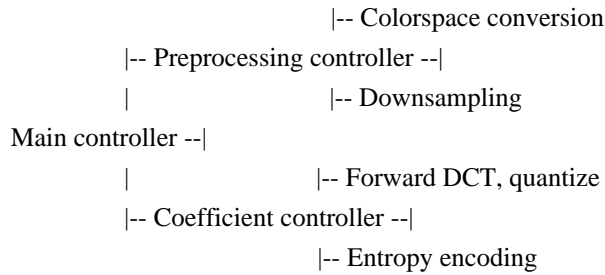 |-- Colorspace conversion
|-- Preprocessing controller --|
| |-- Downsampling
Main controller --|
| |-- Forward DCT, quantize
|-- Coefficient controller --|
|-- Entropy encoding